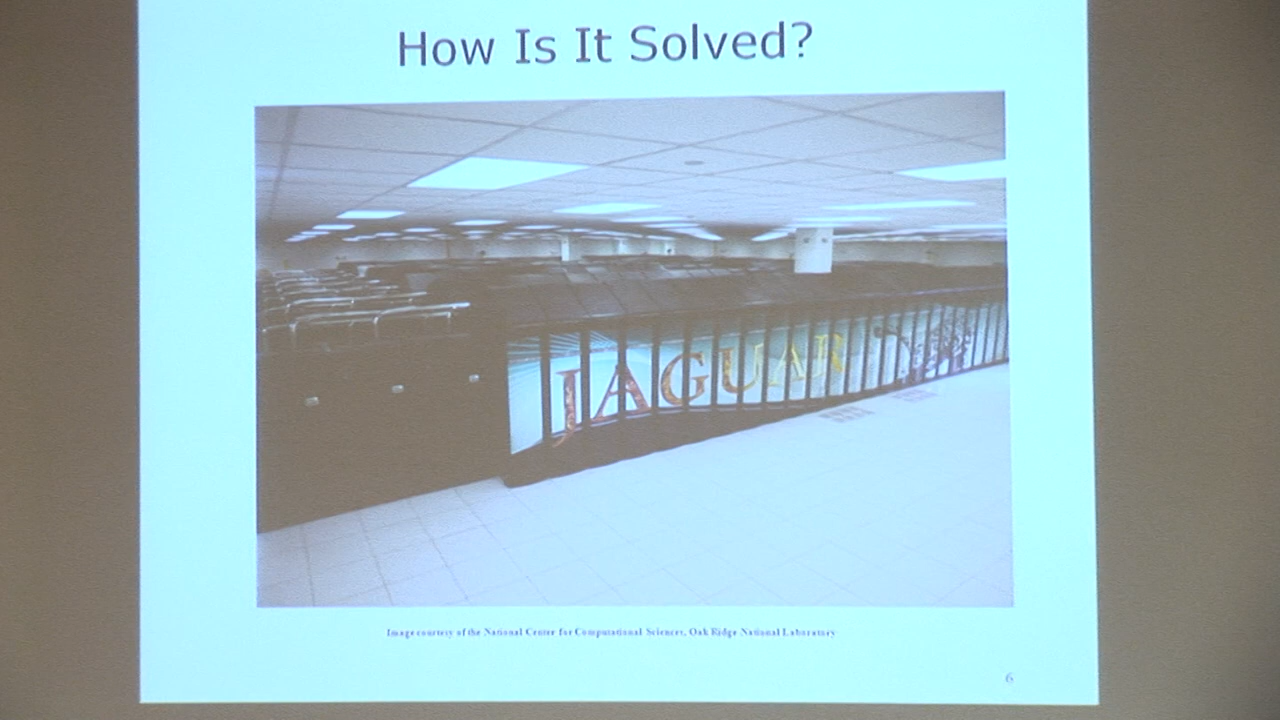 How Is It Solved?
JAGUAR
Image courtesy of the National Center for Computational Sciences, Oak Ridge National Laboratory
6